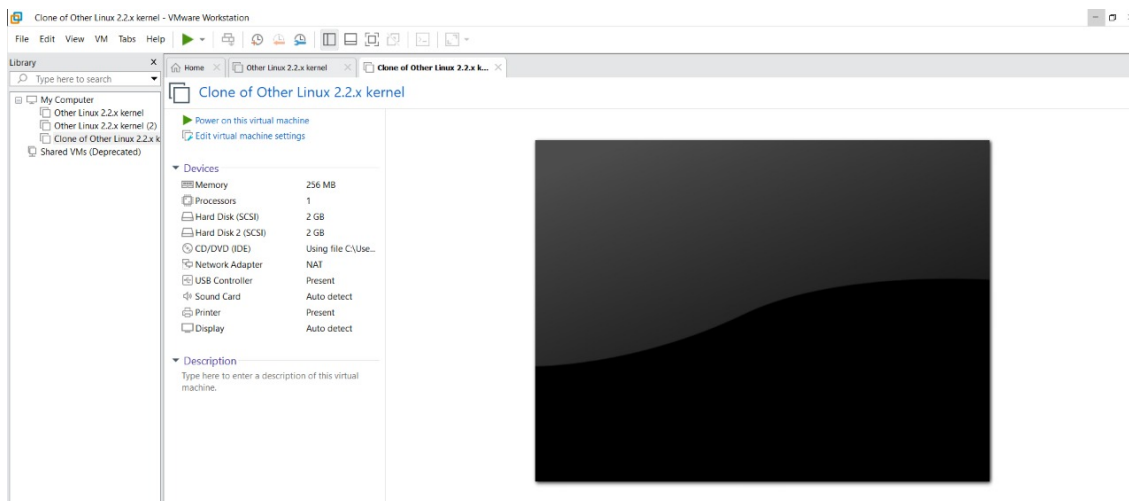 Clone of Other Linux 2.2.x kernel - VMware Workstation
File Edit View VM Tabs Help
Library X
Type here to search
Home
Other Linux 2.2.x kernel
Clone of Other Linux 2.2.x k...
My Computer
Other Linux 2.2.x kernel
Other Linux 2.2.x kernel (2)
Clone of Other Linux 2.2.x k
Shared VMs (Deprecated)
Clone of Other Linux 2.2.x kernel
Power on this virtual machine
Edit virtual machine settings
Devices
Memory 256 MB
Processors 1
Hard Disk (SCSI) 2 GB
Hard Disk 2 (SCSI) 2 GB
CD/DVD (IDE) Using file C:\Use...
Network Adapter NAT
USB Controller Present
Sound Card Auto detect
Printer Present
Display Auto detect
Description
Type here to enter a description of this virtual
machine.